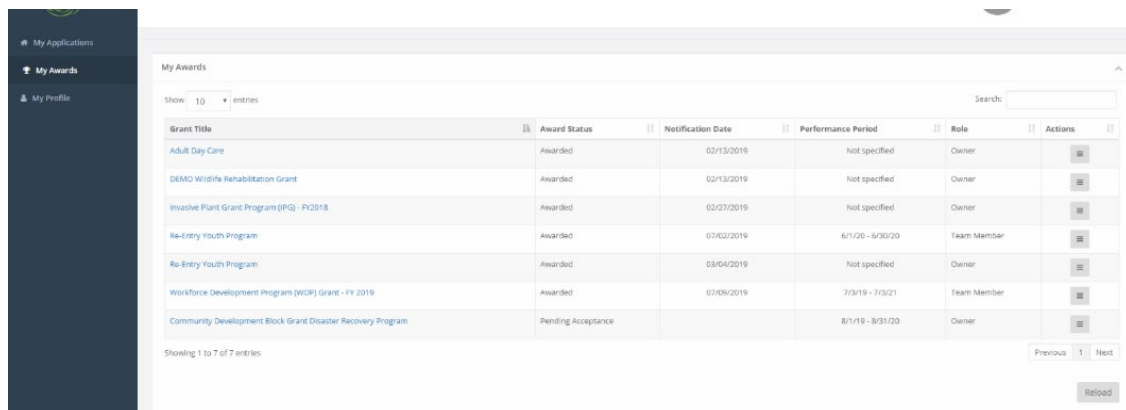 My Applications
My Awards
My Profile
My Awards
Show 10 entries
Search:
Grant Title Award Status Notification Date Performance Period Role Actions
Adult Day Care Awarded 02/13/2019 Not specified Owner
DEMO Wildlife Rehabilitation Grant Awarded 02/13/2019 Not specified Owner
Invasive Plant Grant Program (IPG) - FY2018 Awarded 02/27/2019 Not specified Owner
Re-Entry Youth Program Awarded 07/02/2019 6/1/20 - 6/30/20 Team Member
Re-Entry Youth Program Awarded 03/04/2019 Not specified Owner
Workforce Development Program (WDP) Grant - FY 2019 Awarded 07/09/2019 7/3/19 - 7/3/21 Team Member
Community Development Block Grant Disaster Recovery Program Pending Acceptance 8/1/19 - 8/31/20 Owner
Showing 1 to 7 of 7 entries
Previous 1 Next
Reload